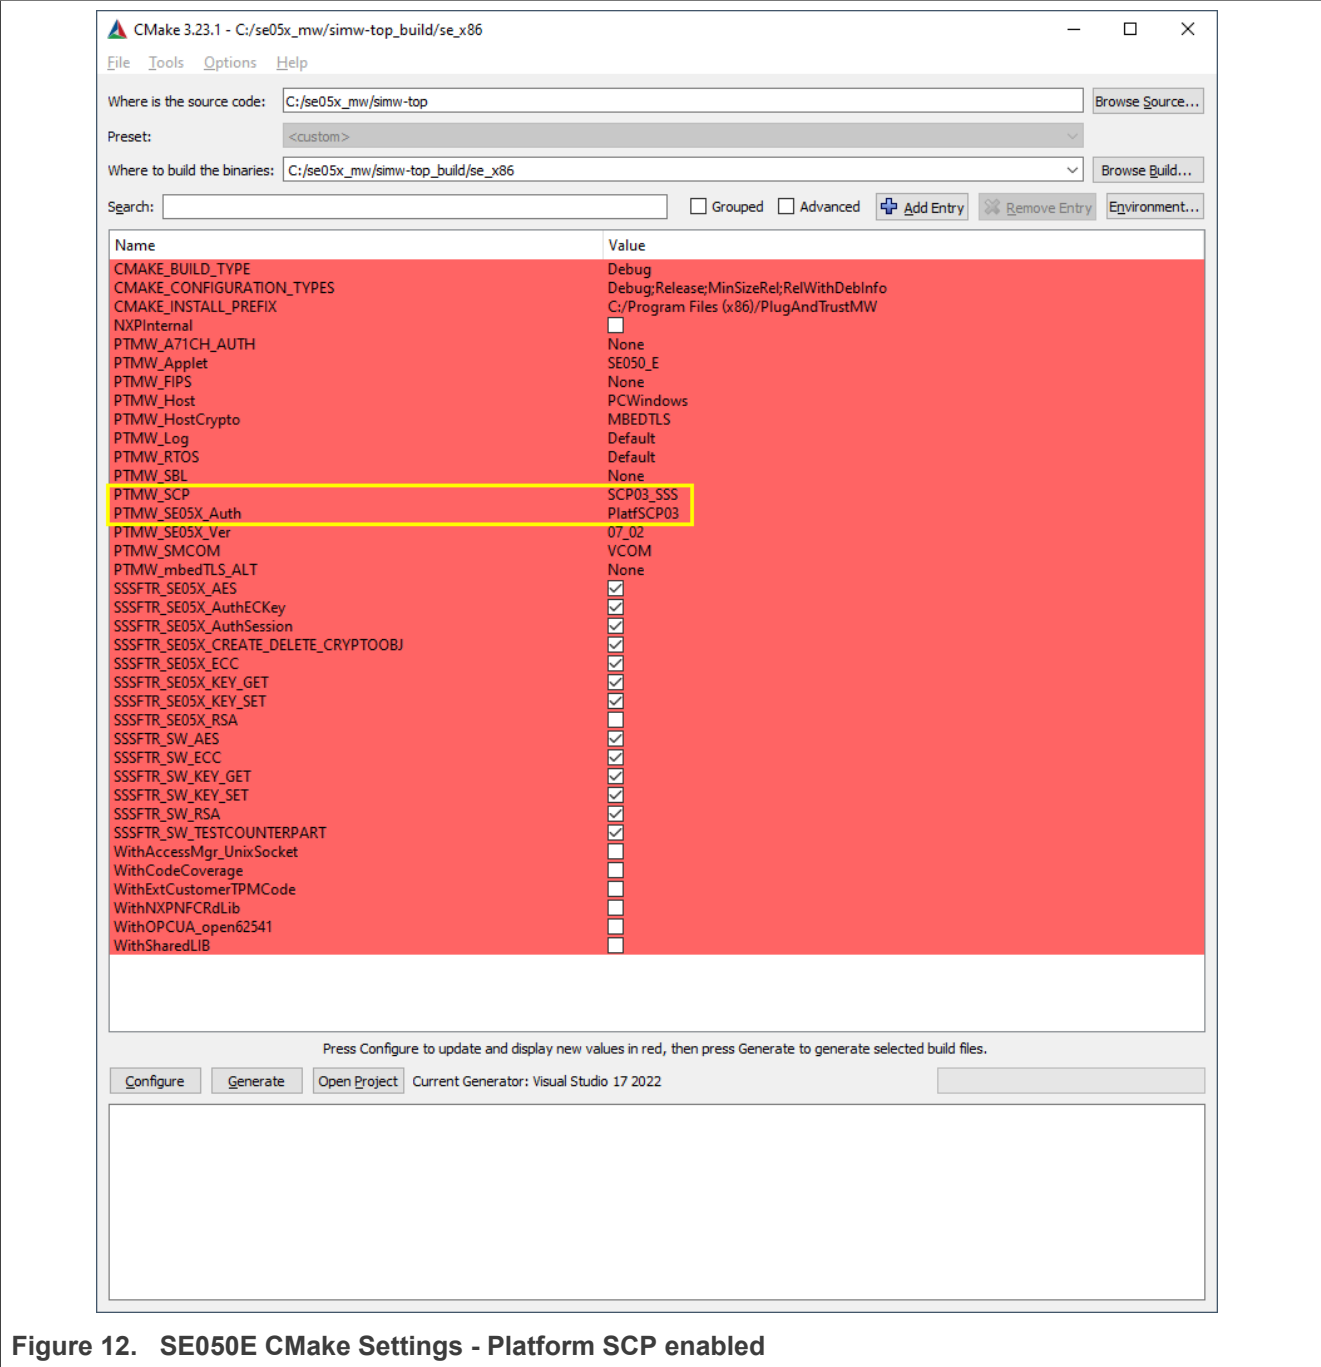 CMake 3.23.1 - C:/se05x_mw/simw-top_build/se_x86
File Tools Options Help
Where is the source code: C:/se05x_mw/simw-top Browse Source...
Preset: <custom>
Where to build the binaries: C:/se05x_mw/simw-top_build/se_x86 Browse Build...
Search: Grouped Advanced Add Entry Remove Entry Environment...
Name Value
CMAKE_BUILD_TYPE Debug
CMAKE_CONFIGURATION_TYPES Debug;Release;MinSizeRel;RelWithDebInfo
CMAKE_INSTALL_PREFIX C:/Program Files (x86)/PlugAndTrustMW
NXPInternal
PTMW_A71CH_AUTH None
PTMW_Applet SE050_E
PTMW_FIPS None
PTMW_Host PCWindows
PTMW_HostCrypto MBEDTLS
PTMW_Log Default
PTMW_RTOS Default
PTMW_SBL None
PTMW_SCP SCP03_SSS
PTMW_SE05X_Auth PlatfSCP03
PTMW_SE05X_Ver 07_02
PTMW_SMCOM VCOM
PTMW_mbedTLS_ALT None
SSSFTR_SE05X_AES
SSSFTR_SE05X_AuthECKey
SSSFTR_SE05X_AuthSession
SSSFTR_SE05X_CREATE_DELETE_CRYPTOOBJ
SSSFTR_SE05X_ECC
SSSFTR_SE05X_KEY_GET
SSSFTR_SE05X_KEY_SET
SSSFTR_SE05X_RSA
SSSFTR_SW_AES
SSSFTR_SW_ECC
SSSFTR_SW_KEY_GET
SSSFTR_SW_KEY_SET
SSSFTR_SW_RSA
SSSFTR_SW_TESTCOUNTERPART
WithAccessMgr_UnixSocket
WithCodeCoverage
WithExtCustomerTPMCode
WithNXPNFCRdLib
WithOPCUA_open62541
WithSharedLIB
Press Configure to update and display new values in red, then press Generate to generate selected build files.
Configure Generate Open Project Current Generator: Visual Studio 17 2022
Figure 12. SE050E CMake Settings - Platform SCP enabled